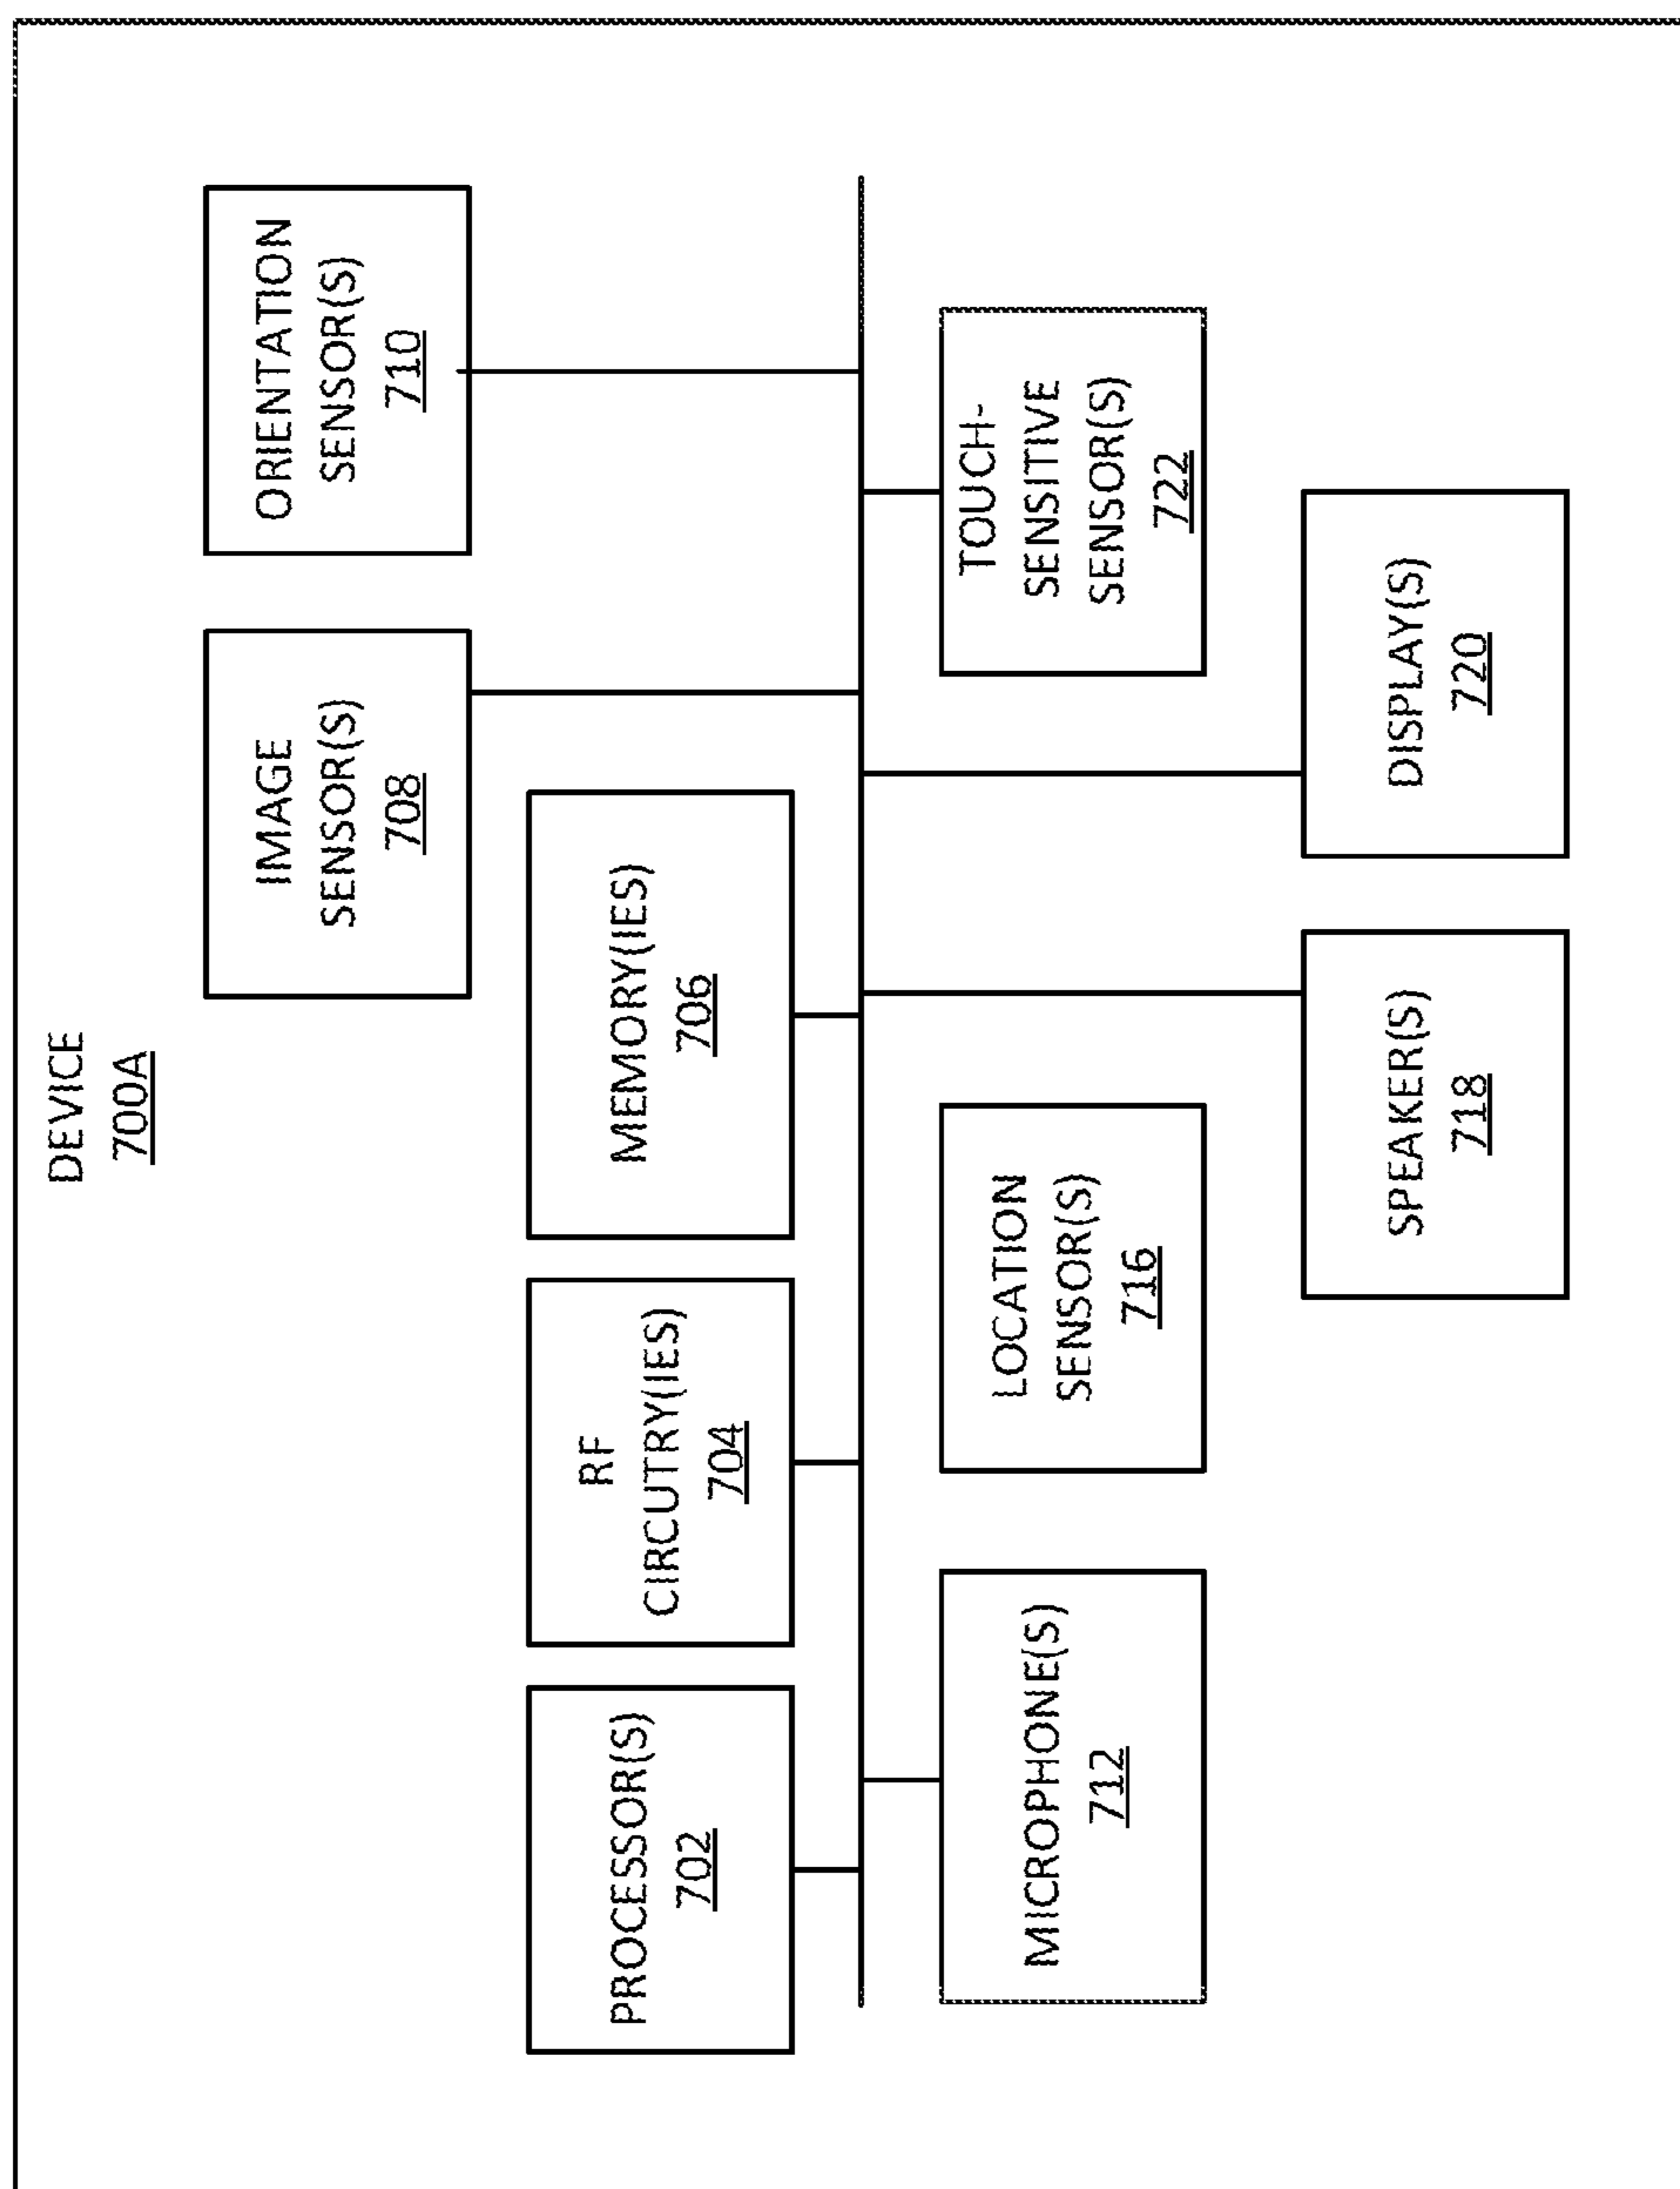 DEVICE
700A
IMAGE
SENSOR(S)
708
ORIENTATION
SENSOR(S)
710
PROCESSOR(S)
702
RF
CIRCUTRY(IES)
704
MEMORY(IES)
706
MICROPHONE(S)
712
LOCATION
SENSOR(S)
716
TOUCH-
SENSITIVE
SENSOR(S)
722
SPEAKER(S)
718
DISPLAY(S)
720